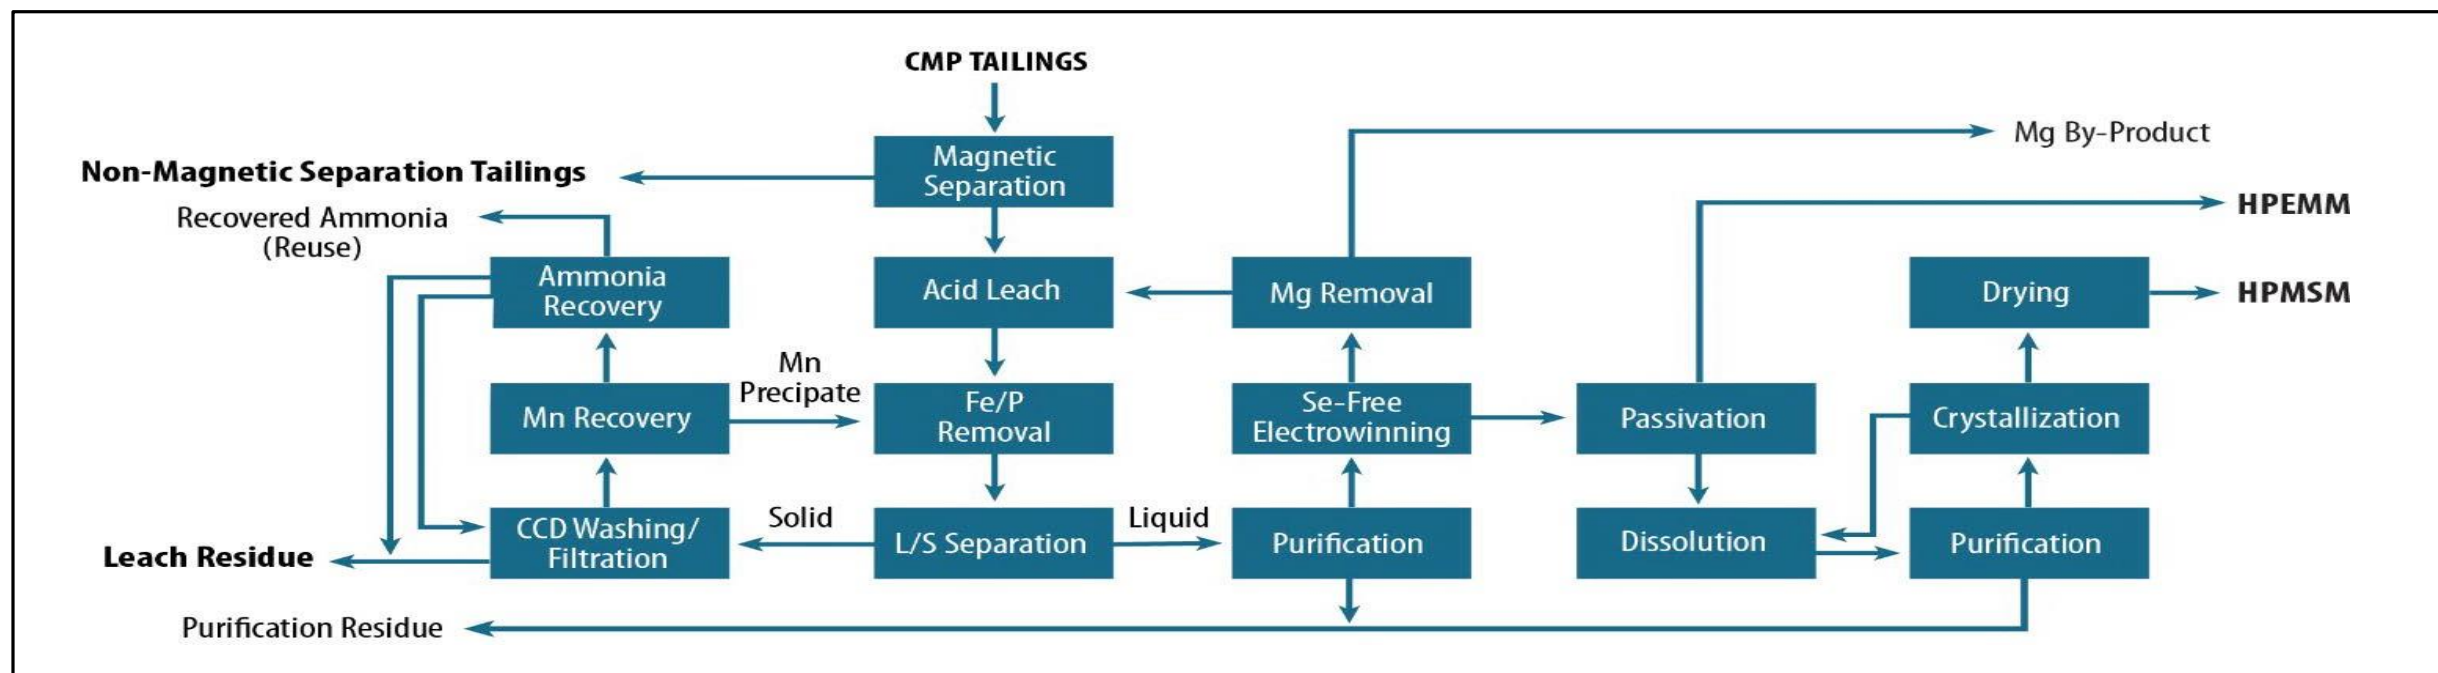 CMP TAILINGS
Mg By-Product
Magnetic
Separation
Non-Magnetic Separation Tailings
HPEMM
Recovered Ammonia
(Reuse)
Ammonia
Recovery
Acid Leach
Mg Removal
Drying
HPMSM
Mn
Precipate
Mn Recovery
Fe/P
Removal
Se-Free
Electrowinning
Passivation
Crystallization
Solid
Liquid
CCD Washing/
Filtration
L/S Separation
Purification
Dissolution
Purification
Leach Residue
Purification Residue